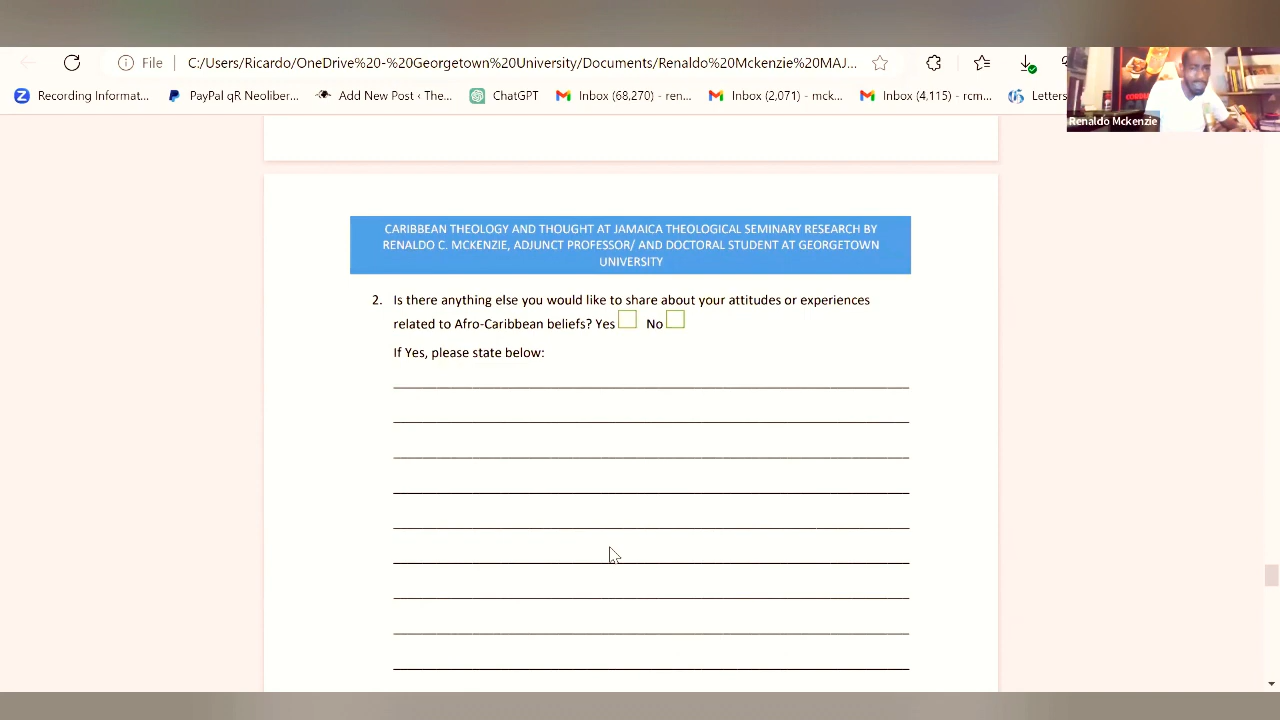 File
C:/Users/Ricardo/OneDrive%20-%20Georgetown%20University/Documents/Renaldo%20Mckenzie%20MAJ...
Recording Informat...
PayPal qR Neoliber...
Add New Post ‹ The...
ChatGPT
Inbox (68,270) - ren...
Inbox (2,071) - mck...
Inbox (4,115) - rcm...
Letters
Renaldo Mckenzie
CARIBBEAN THEOLOGY AND THOUGHT AT JAMAICA THEOLOGICAL SEMINARY RESEARCH BY
RENALDO C. MCKENZIE, ADJUNCT PROFESSOR/ AND DOCTORAL STUDENT AT GEORGETOWN
UNIVERSITY
2. Is there anything else you would like to share about your attitudes or experiences
related to Afro-Caribbean beliefs? Yes No
If Yes, please state below: